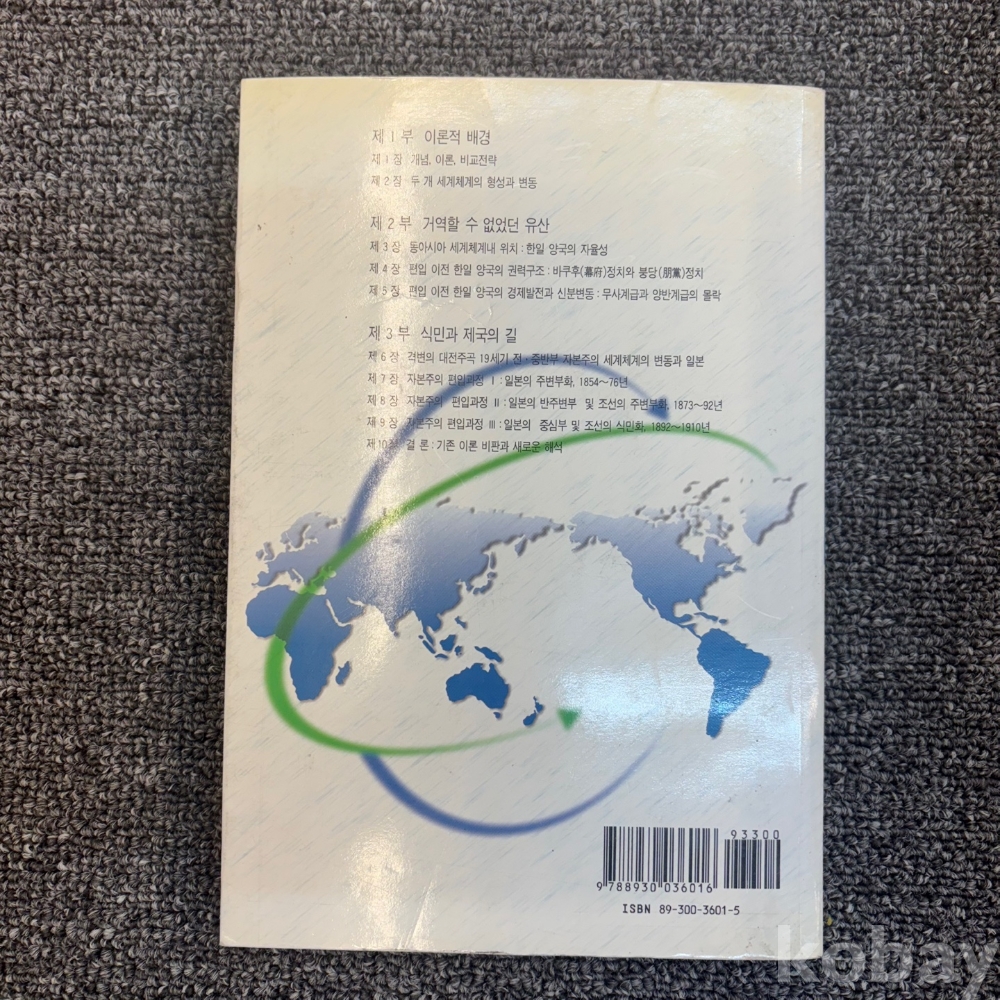 제 1 부 이론적 배경
제 1 장 개념, 이론, 비교전략
제 2 장 두 개 세계체계의 형성과 변동
제 2 부 거역할 수 없었던 유산
제 3 장 동아시아 세계체계내 위치 : 한일 양국의 자율성
제 4 장 편입 이전 한일 양국의 권력구조 : 바쿠후(幕府)정치와 붕당(朋黨)정치
제 5 장 편입 이전 한일 양국의 경제발전과 신분변동 : 무사계급과 양반계급의 몰락
제 3 부 식민과 제국의 길
제 6 장 격변의 대전주곡 19세기 전·중반부 자본주의 세계체계의 변동과 일본
제 7 장 자본주의 편입과정 Ⅰ : 일본의 주변부화, 1854～76년
제 8 장 자본주의 편입과정 Ⅱ : 일본의 반주변부 및 조선의 주변부화, 1873～92년
제 9 장 자본주의 편입과정 Ⅲ : 일본의 중심부 및 조선의 식민화, 1892～1910년
제10장 결 론 : 기존 이론 비판과 새로운 해석
93300
9 788930 036016
ISBN 89-300-3601-5
kobay